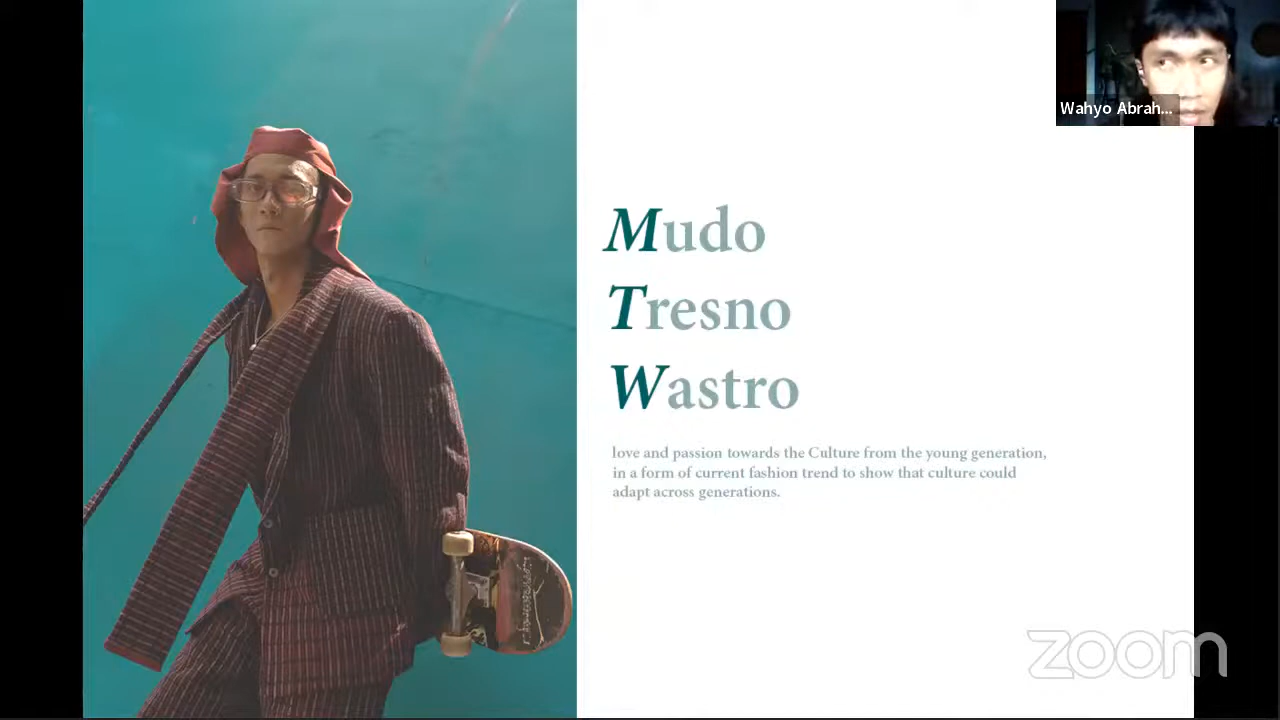 Wahyo Abrah...
Mudo
Tresno
Wastro
love and passion towards the Culture from the young generation,
in a form of current fashion trend to show that culture could
adapt across generations.
zoom